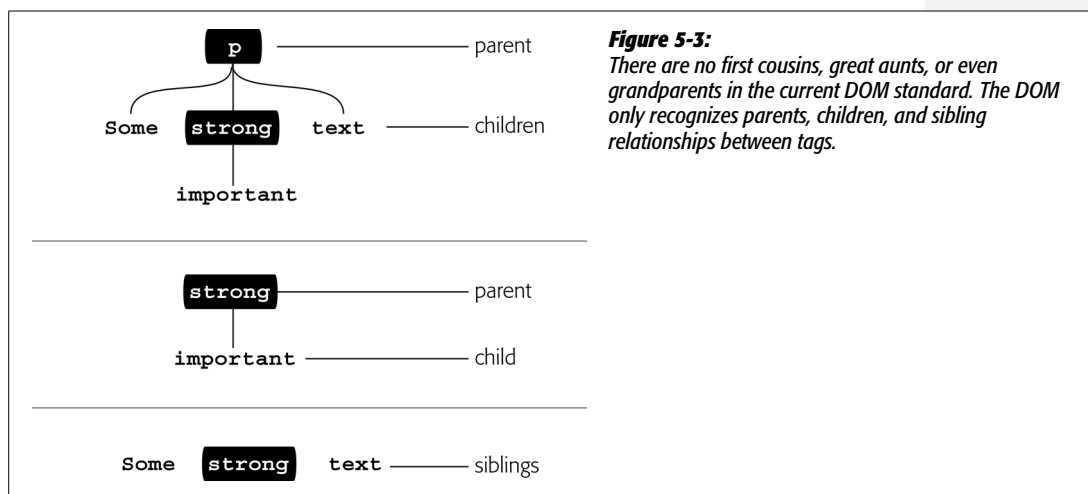 p parent
Some strong text children
important
strong parent
important child
Some strong text siblings
Figure 5-3:
There are no first cousins, great aunts, or even
grandparents in the current DOM standard. The DOM
only recognizes parents, children, and sibling
relationships between tags.